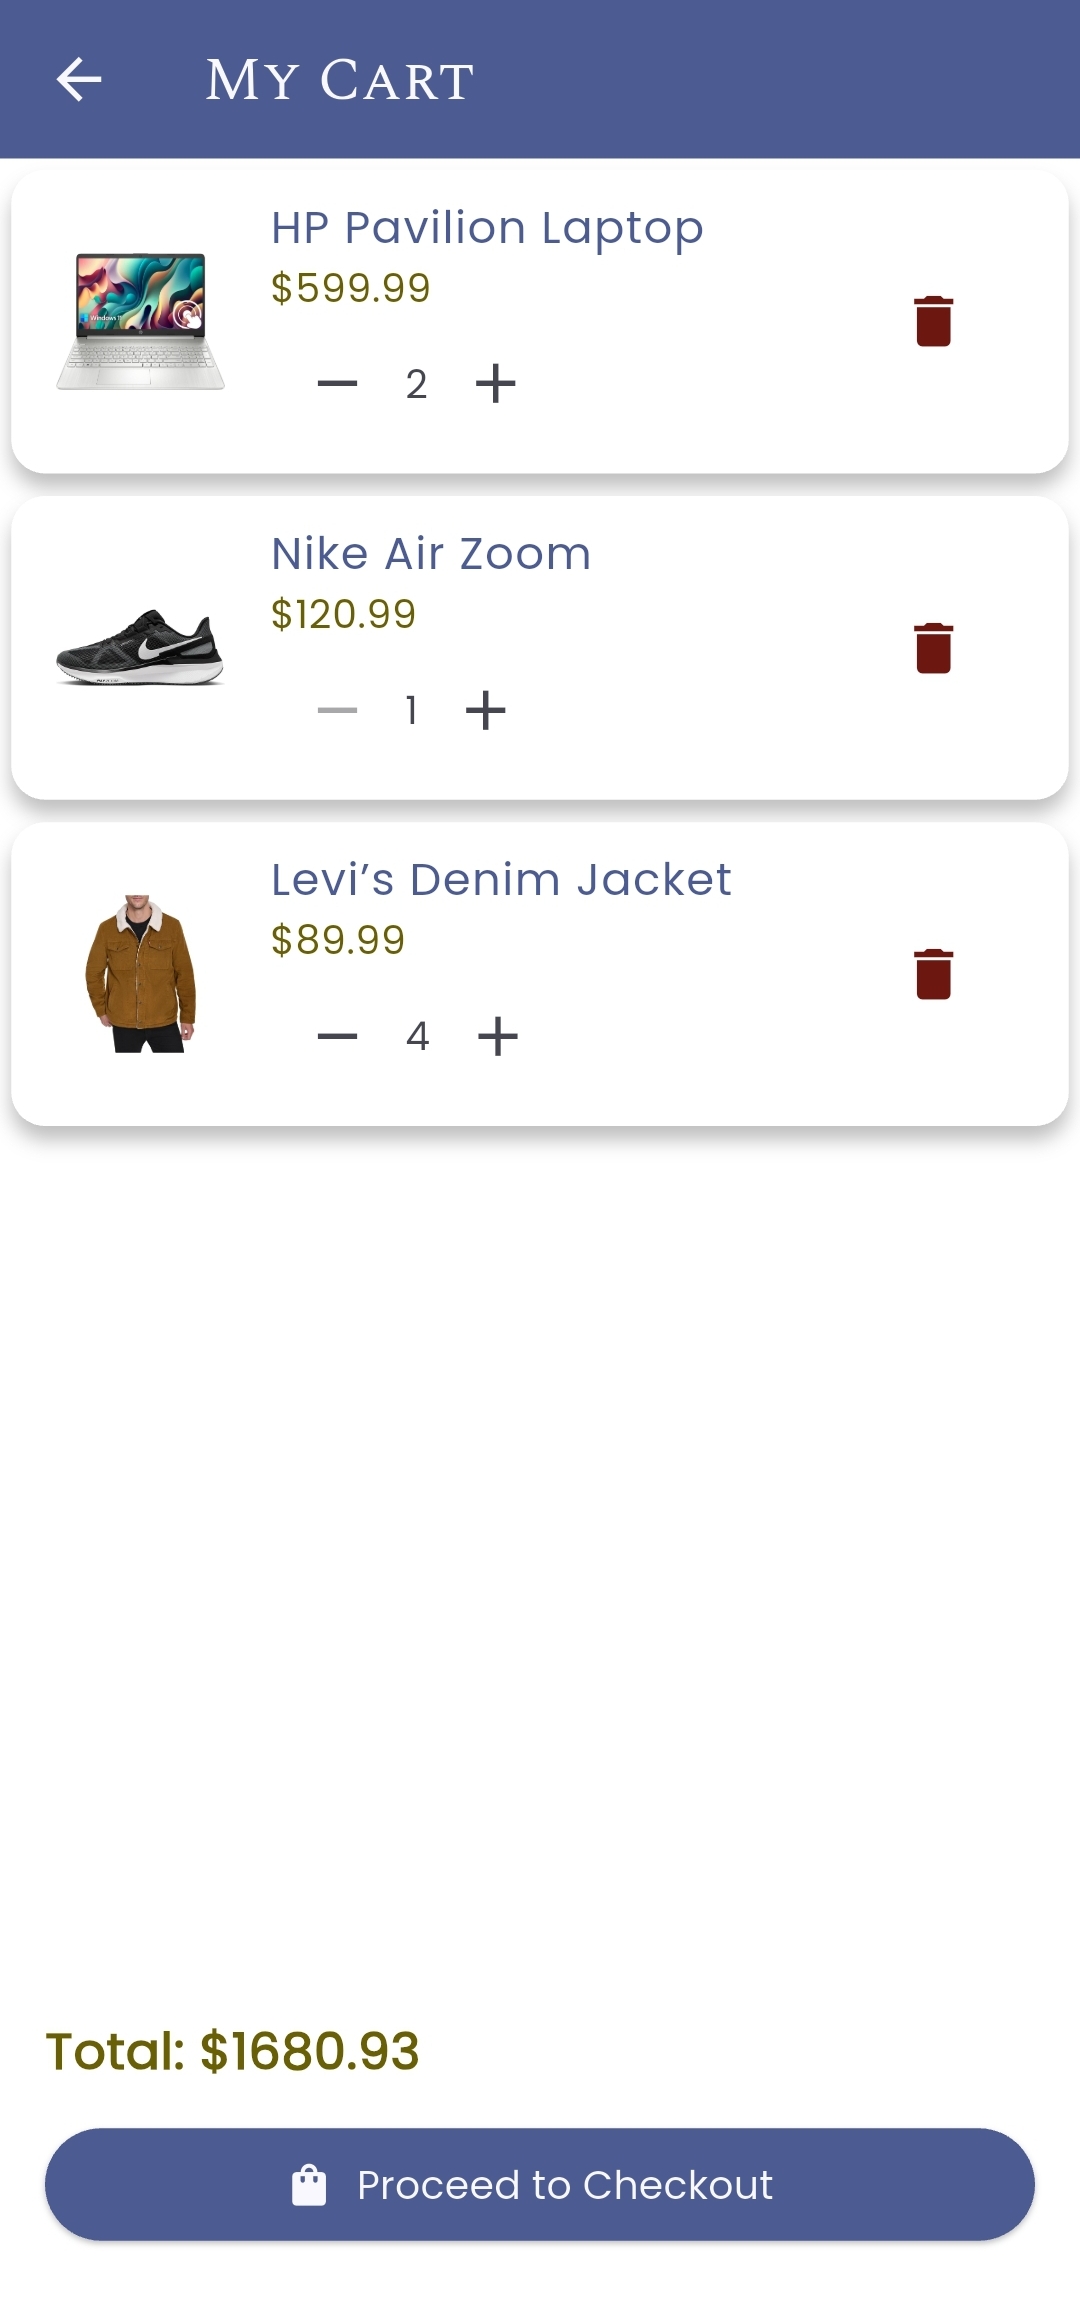 My Cart
HP Pavilion Laptop
$599.99
2
Nike Air Zoom
$120.99
1
Levi’s Denim Jacket
$89.99
4
Total: $1680.93
Proceed to Checkout